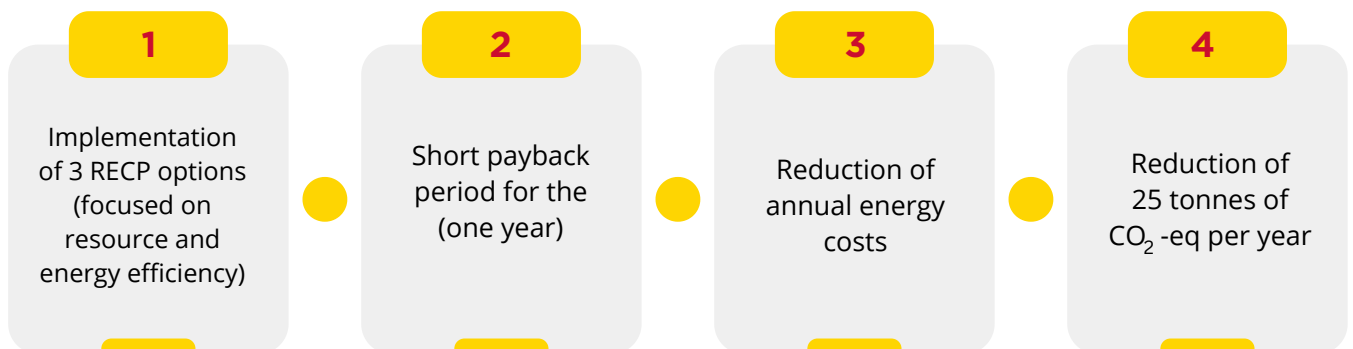 1
Implementation
of 3 RECP options
(focused on
resource and
energy efficiency)
2
Short payback
period for the
(one year)
3
Reduction of
annual energy
costs
4
Reduction of
25 tonnes of
CO₂ -eq per year